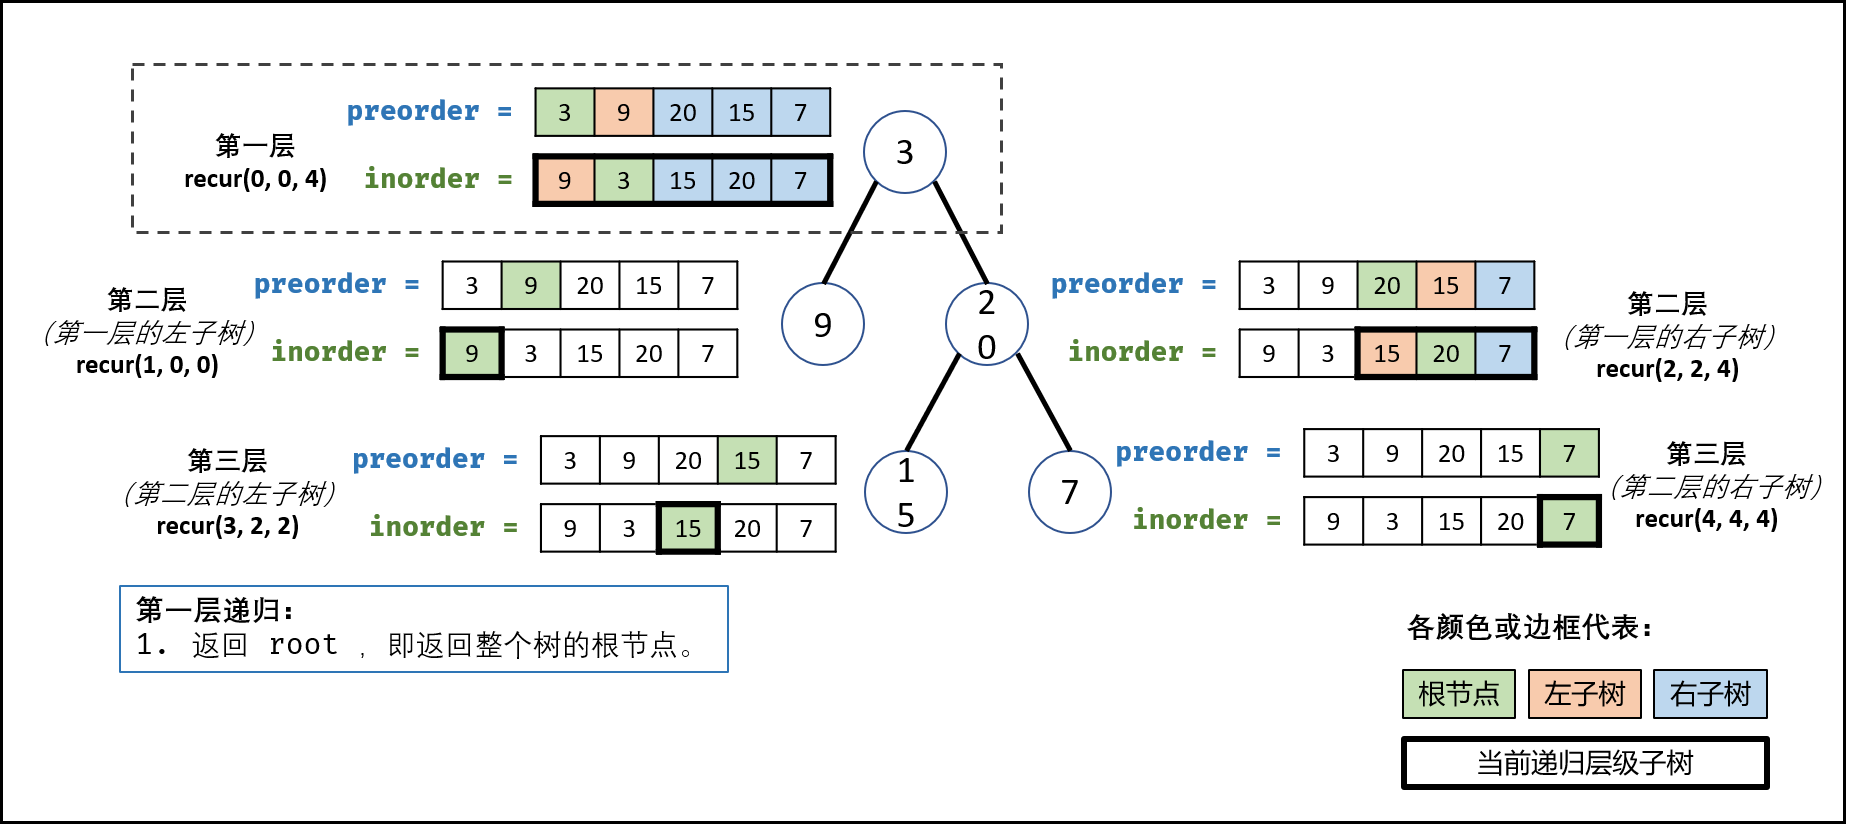 preorder = 3 9 20 15 7
第一层
recur(0, 0, 4)
inorder = 9 3 15 20 7
3
preorder = 3 9 20 15 7
第二层
（第一层的左子树）
recur(1, 0, 0)
inorder = 9 3 15 20 7
9
2
0
preorder = 3 9 20 15 7
第二层
（第一层的右子树）
recur(2, 2, 4)
inorder = 9 3 15 20 7
preorder = 3 9 20 15 7
第三层
（第二层的左子树）
recur(3, 2, 2)
inorder = 9 3 15 20 7
1
5
7
preorder = 3 9 20 15 7
第三层
（第二层的右子树）
recur(4, 4, 4)
inorder = 9 3 15 20 7
第一层递归：
1. 返回 root ，即返回整个树的根节点。
各颜色或边框代表：
根节点 左子树 右子树
当前递归层级子树